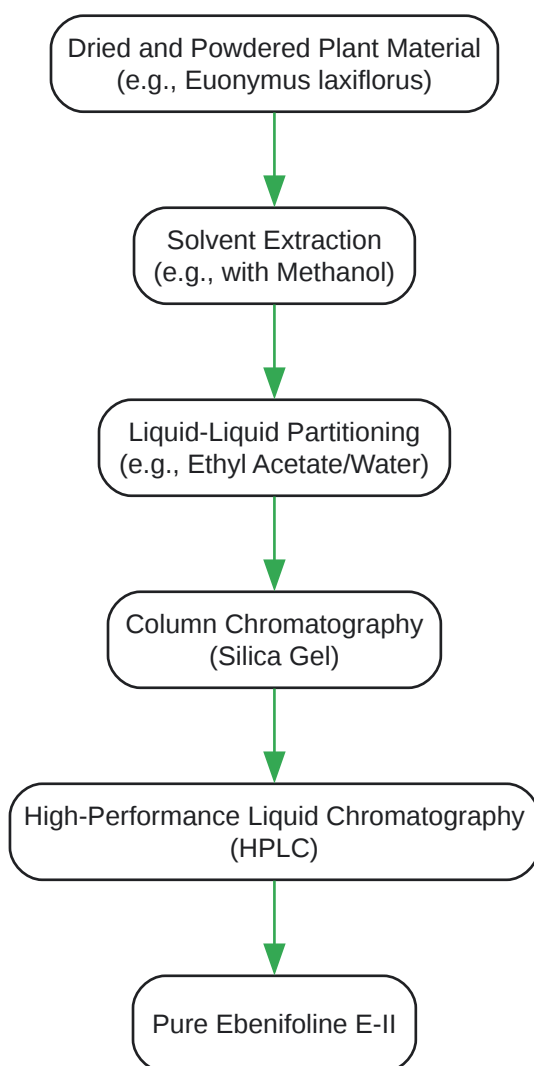 Dried and Powdered Plant Material
(e.g., Euonymus laxiflorus)
Solvent Extraction
(e.g., with Methanol)
Liquid-Liquid Partitioning
(e.g., Ethyl Acetate/Water)
Column Chromatography
(Silica Gel)
High-Performance Liquid Chromatography
(HPLC)
Pure Ebenifoline E-II